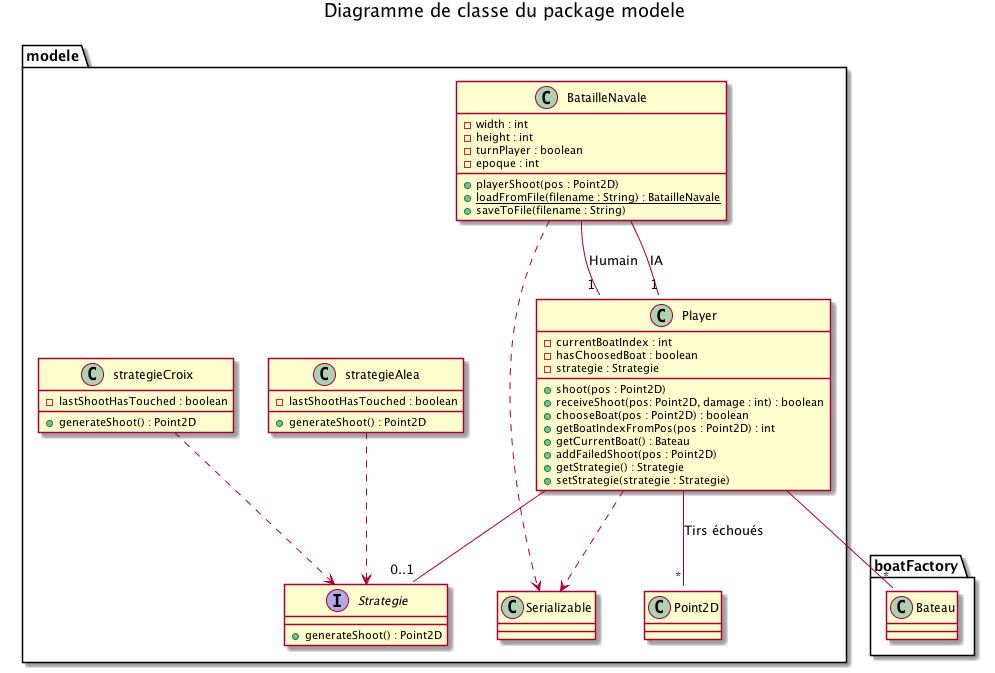 Diagramme de classe du package modele
modele
C BatailleNavale
width : int
height : int
turnPlayer : boolean
epoque : int
playerShoot(pos : Point2D)
loadFromFile(filename : String) : BatailleNavale
saveToFile(filename : String)
Humain
IA
1
1
C Player
currentBoatIndex : int
hasChoosedBoat : boolean
strategie : Strategie
shoot(pos : Point2D)
receiveShoot(pos: Point2D, damage : int) : boolean
chooseBoat(pos : Point2D) : boolean
getBoatIndexFromPos(pos : Point2D) : int
getCurrentBoat() : Bateau
addFailedShoot(pos : Point2D)
getStrategie() : Strategie
setStrategie(strategie : Strategie)
C strategieCroix
lastShootHasTouched : boolean
generateShoot() : Point2D
C strategieAlea
lastShootHasTouched : boolean
generateShoot() : Point2D
Tirs échoués
0..1
*
*
I Strategie
generateShoot() : Point2D
C Serializable
C Point2D
boatFactory
C Bateau